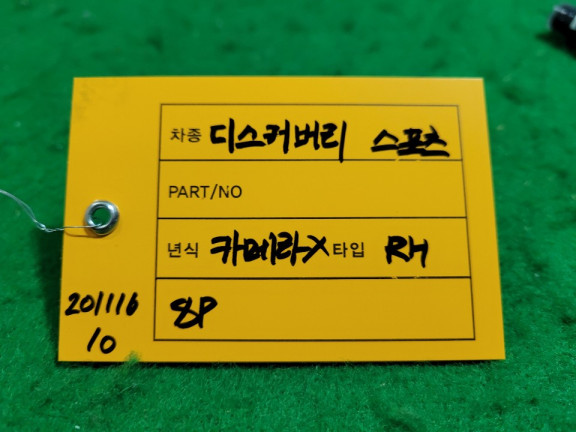 차종 디스커버리 스포츠
PART/NO
년식 카메라-X 타입 RH
8P
201116
10